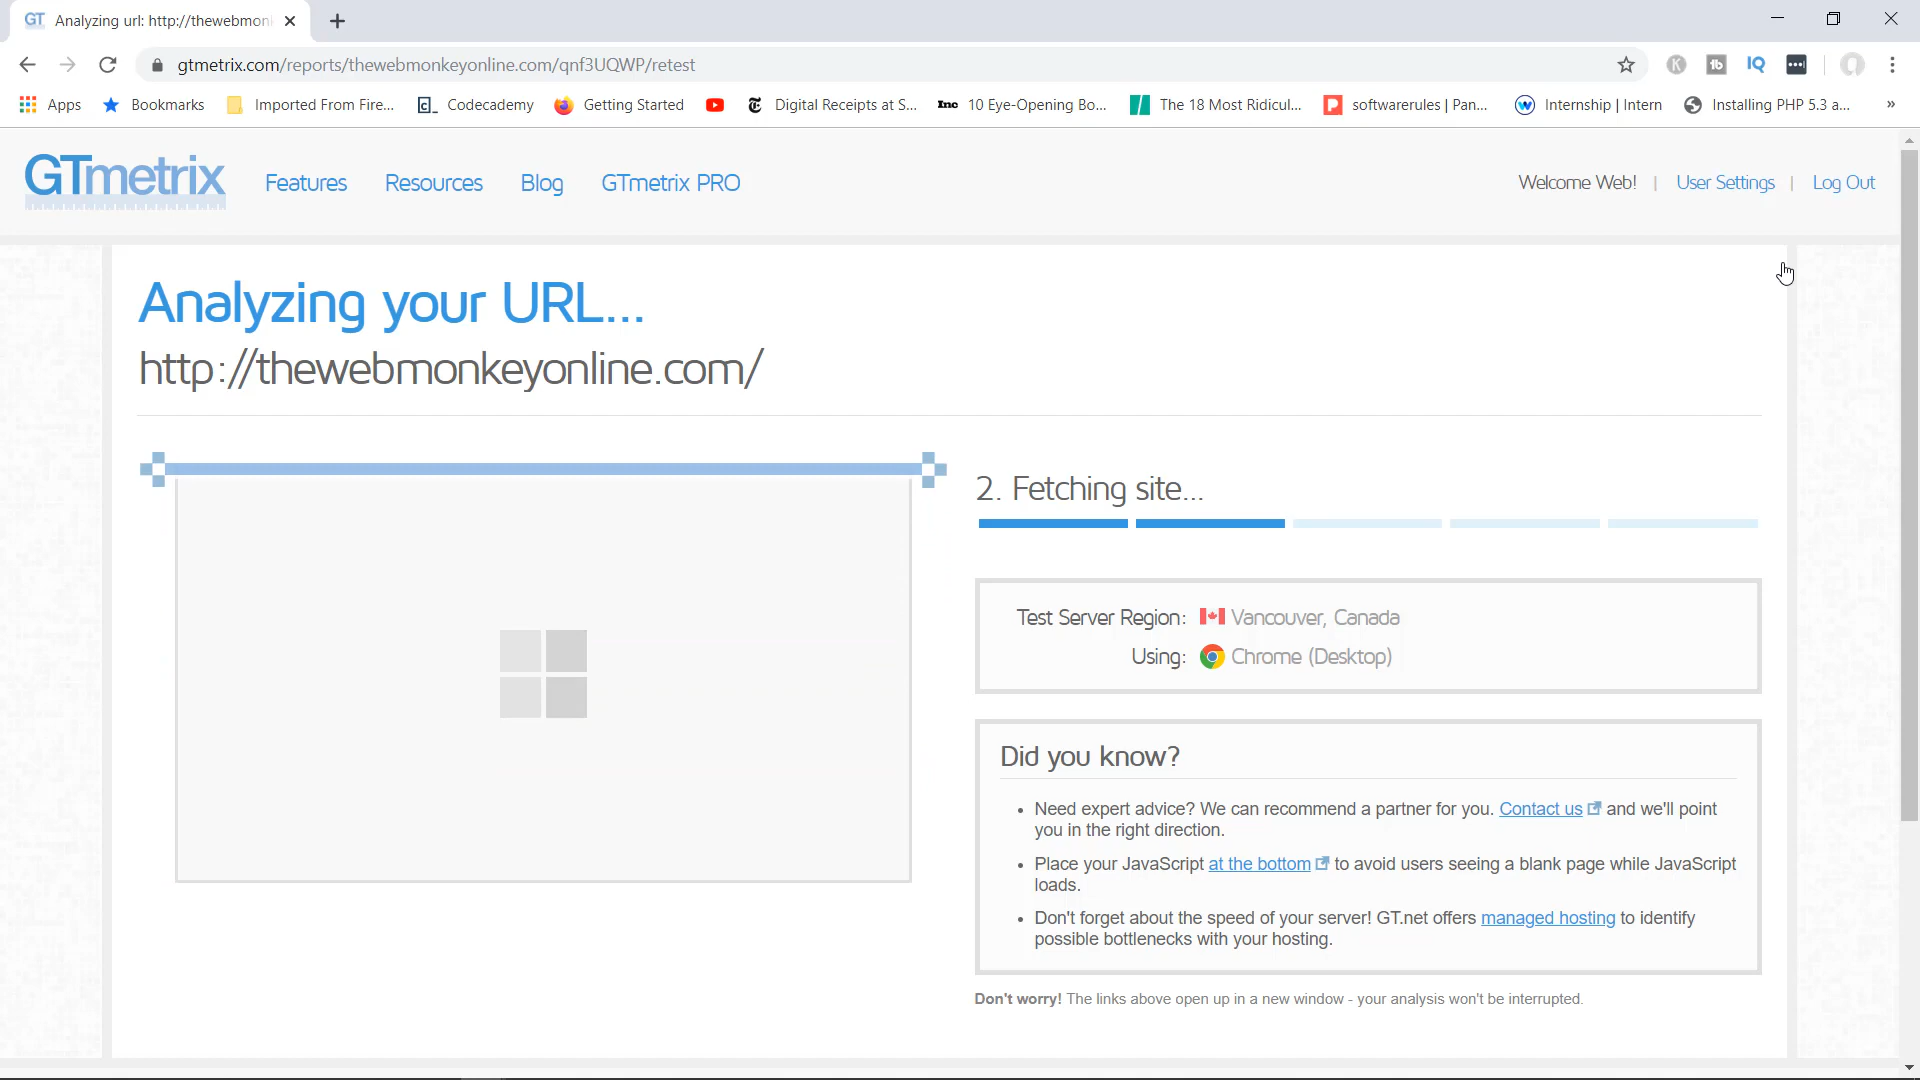 GT Analyzing url: http://thewebmon
gtmetrix.com/reports/thewebmonkeyonline.com/qnf3UQWP/retest
K tb IQ
Apps Bookmarks Imported From Fire... Codecademy Getting Started Digital Receipts at S... Inc 10 Eye-Opening Bo... The 18 Most Ridicul... softwarerules | Pan... Internship | Intern Installing PHP 5.3 a... »
GTmetrix Features Resources Blog GTmetrix PRO Welcome Web! | User Settings | Log Out
Analyzing your URL...
http://thewebmonkeyonline.com/
2. Fetching site...
Test Server Region: Vancouver, Canada
Using: Chrome (Desktop)
Did you know?
• Need expert advice? We can recommend a partner for you. Contact us and we'll point
you in the right direction.
• Place your JavaScript at the bottom to avoid users seeing a blank page while JavaScript
loads.
• Don't forget about the speed of your server! GT.net offers managed hosting to identify
possible bottlenecks with your hosting.
Don't worry! The links above open up in a new window - your analysis won't be interrupted.